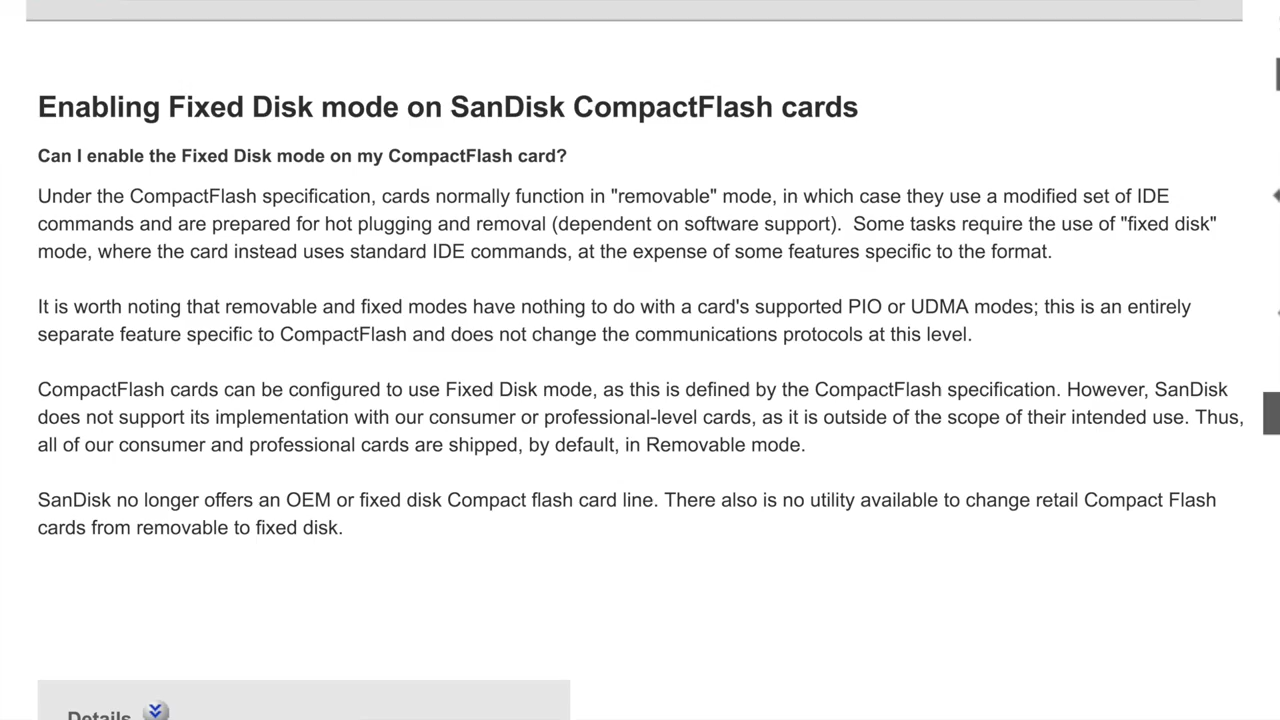 Enabling Fixed Disk mode on SanDisk CompactFlash cards
Can I enable the Fixed Disk mode on my CompactFlash card?
Under the CompactFlash specification, cards normally function in "removable" mode, in which case they use a modified set of IDE
commands and are prepared for hot plugging and removal (dependent on software support).  Some tasks require the use of "fixed disk"
mode, where the card instead uses standard IDE commands, at the expense of some features specific to the format.
It is worth noting that removable and fixed modes have nothing to do with a card's supported PIO or UDMA modes; this is an entirely
separate feature specific to CompactFlash and does not change the communications protocols at this level.
CompactFlash cards can be configured to use Fixed Disk mode, as this is defined by the CompactFlash specification. However, SanDisk
does not support its implementation with our consumer or professional-level cards, as it is outside of the scope of their intended use. Thus,
all of our consumer and professional cards are shipped, by default, in Removable mode.
SanDisk no longer offers an OEM or fixed disk Compact flash card line. There also is no utility available to change retail Compact Flash
cards from removable to fixed disk.
Details